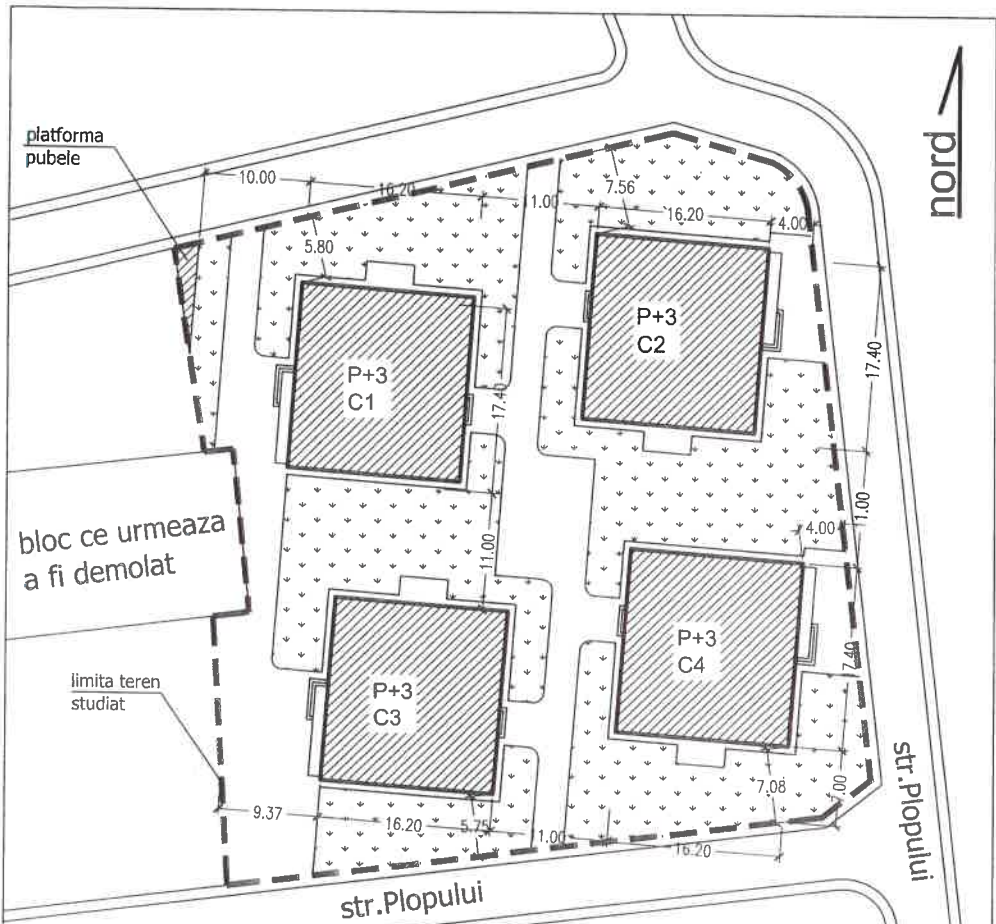 platforma
pubele
10.00
16.20
1.00
7.56
16.20
4.00
nord
5.80
P+3
C1
17.40
P+3
C2
17.40
bloc ce urmeaza
a fi demolat
11.00
4.00
1.00
P+3
C3
P+3
C4
7.40
limita teren
studiat
9.37
16.20
5.75
1.00
16.20
7.08
.00
str.Plopului
str.Plopului